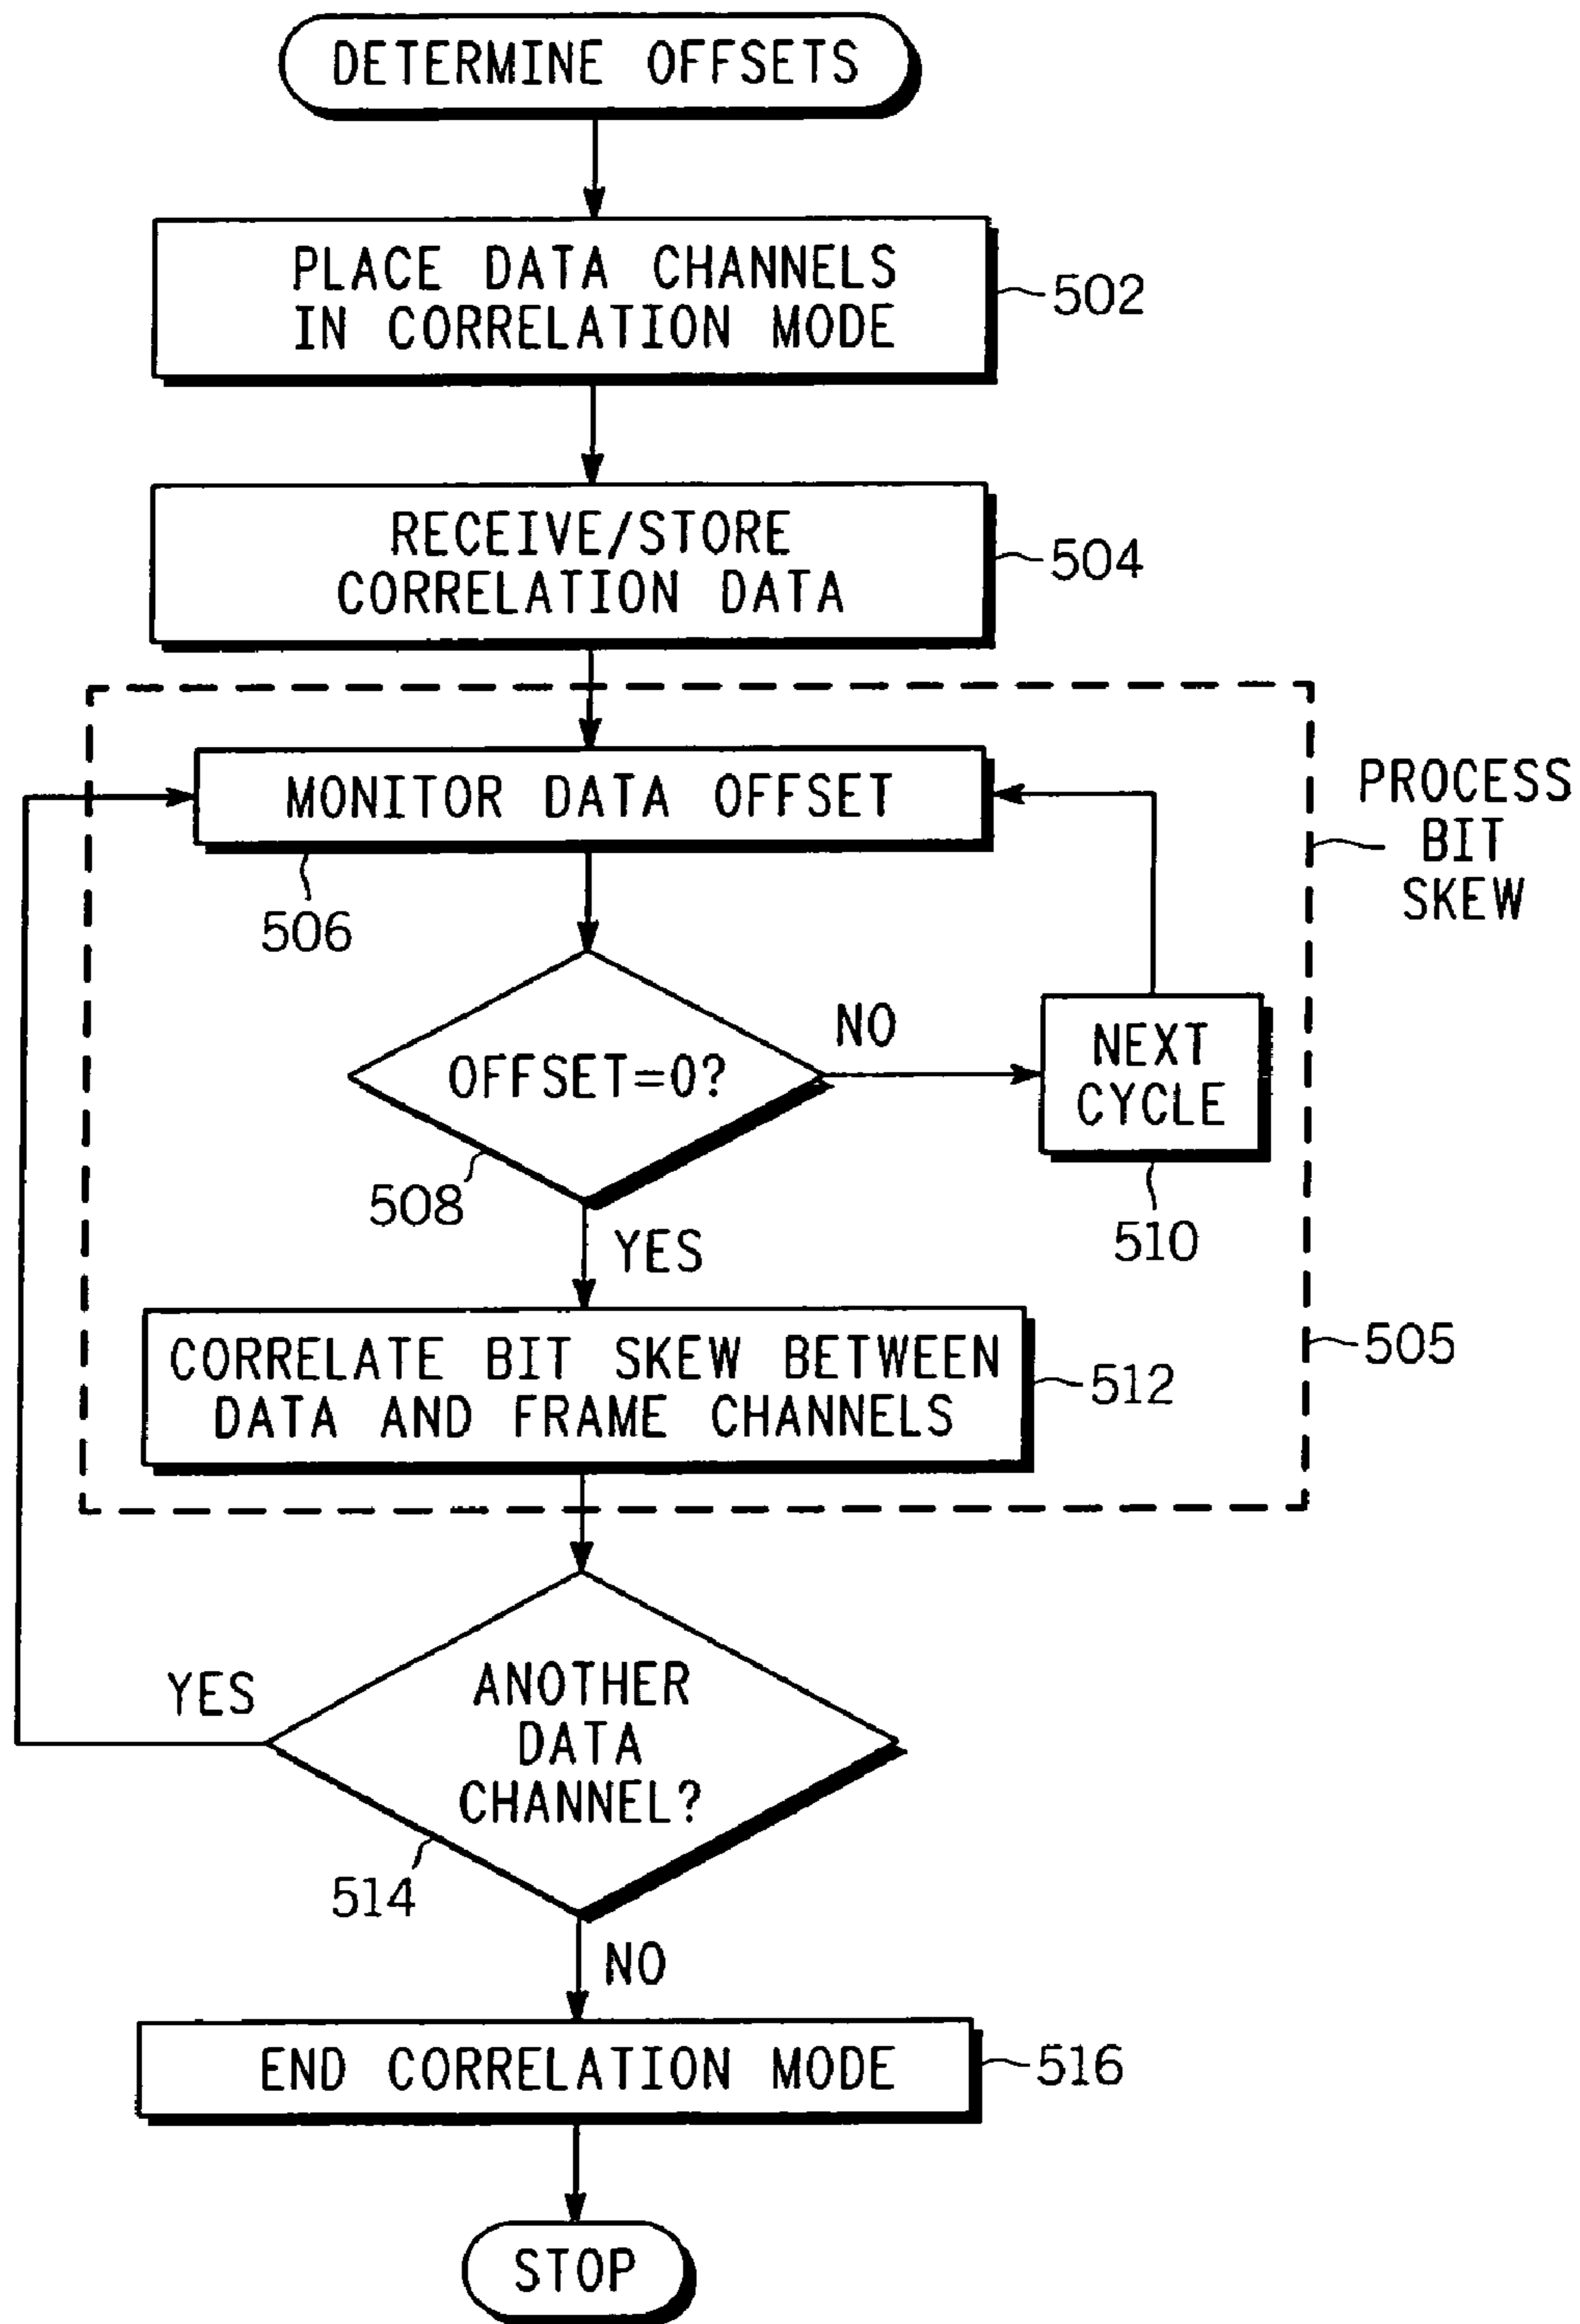 DETERMINE OFFSETS
PLACE DATA CHANNELS
IN CORRELATION MODE
502
RECEIVE/STORE
CORRELATION DATA
504
PROCESS
BIT
SKEW
MONITOR DATA OFFSET
506
OFFSET=0?
508
NO
NEXT
CYCLE
510
YES
CORRELATE BIT SKEW BETWEEN
DATA AND FRAME CHANNELS
512
505
ANOTHER
DATA
CHANNEL?
YES
514
NO
END CORRELATION MODE
516
STOP